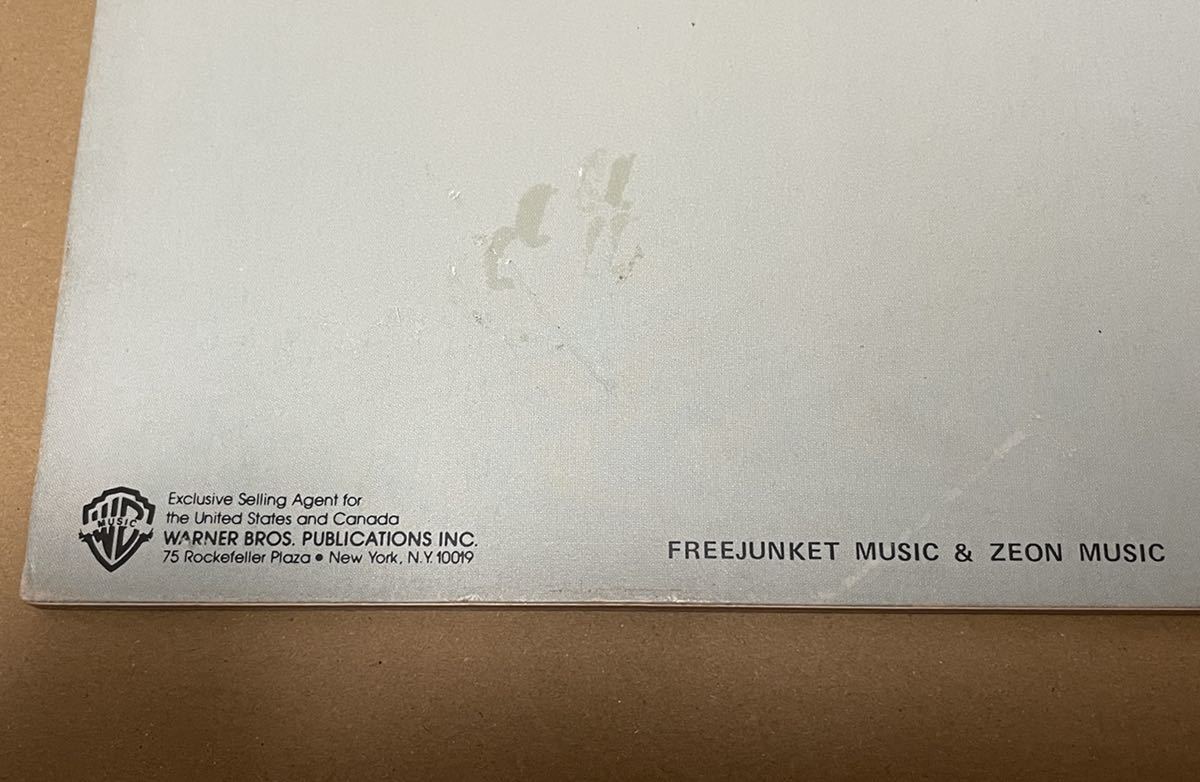 MUSIC
Exclusive Selling Agent for
the United States and Canada
WARNER BROS. PUBLICATIONS INC.
75 Rockefeller Plaza • New York, N.Y. 10019
FREEJUNKET MUSIC & ZEON MUSIC